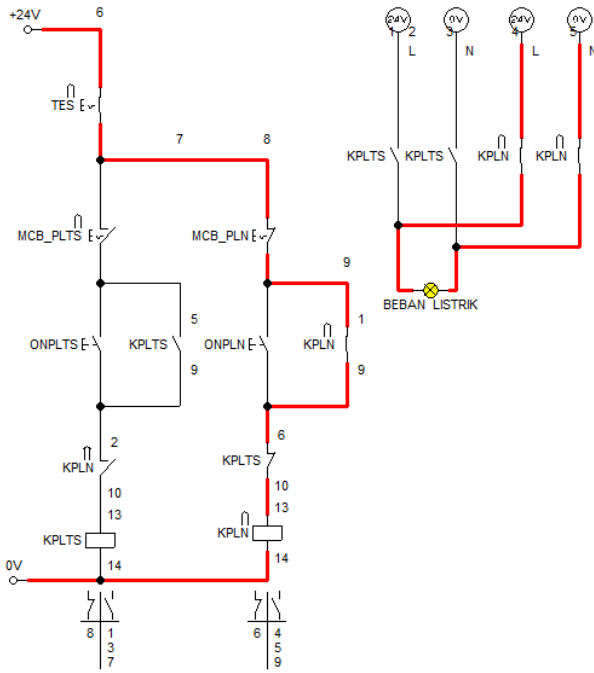 +24V
6
24V
0V
24V
0V
1
2
3
4
5
L
N
L
N
TES
7
8
KPLTS
KPLTS
KPLN
KPLN
MCB_PLTS
MCB_PLN
9
BEBAN LISTRIK
ONPLTS
KPLTS
5
9
ONPLN
KPLN
1
9
2
KPLN
10
6
KPLTS
10
13
KPLTS
14
13
KPLN
14
0V
8
1
3
7
6
4
5
9